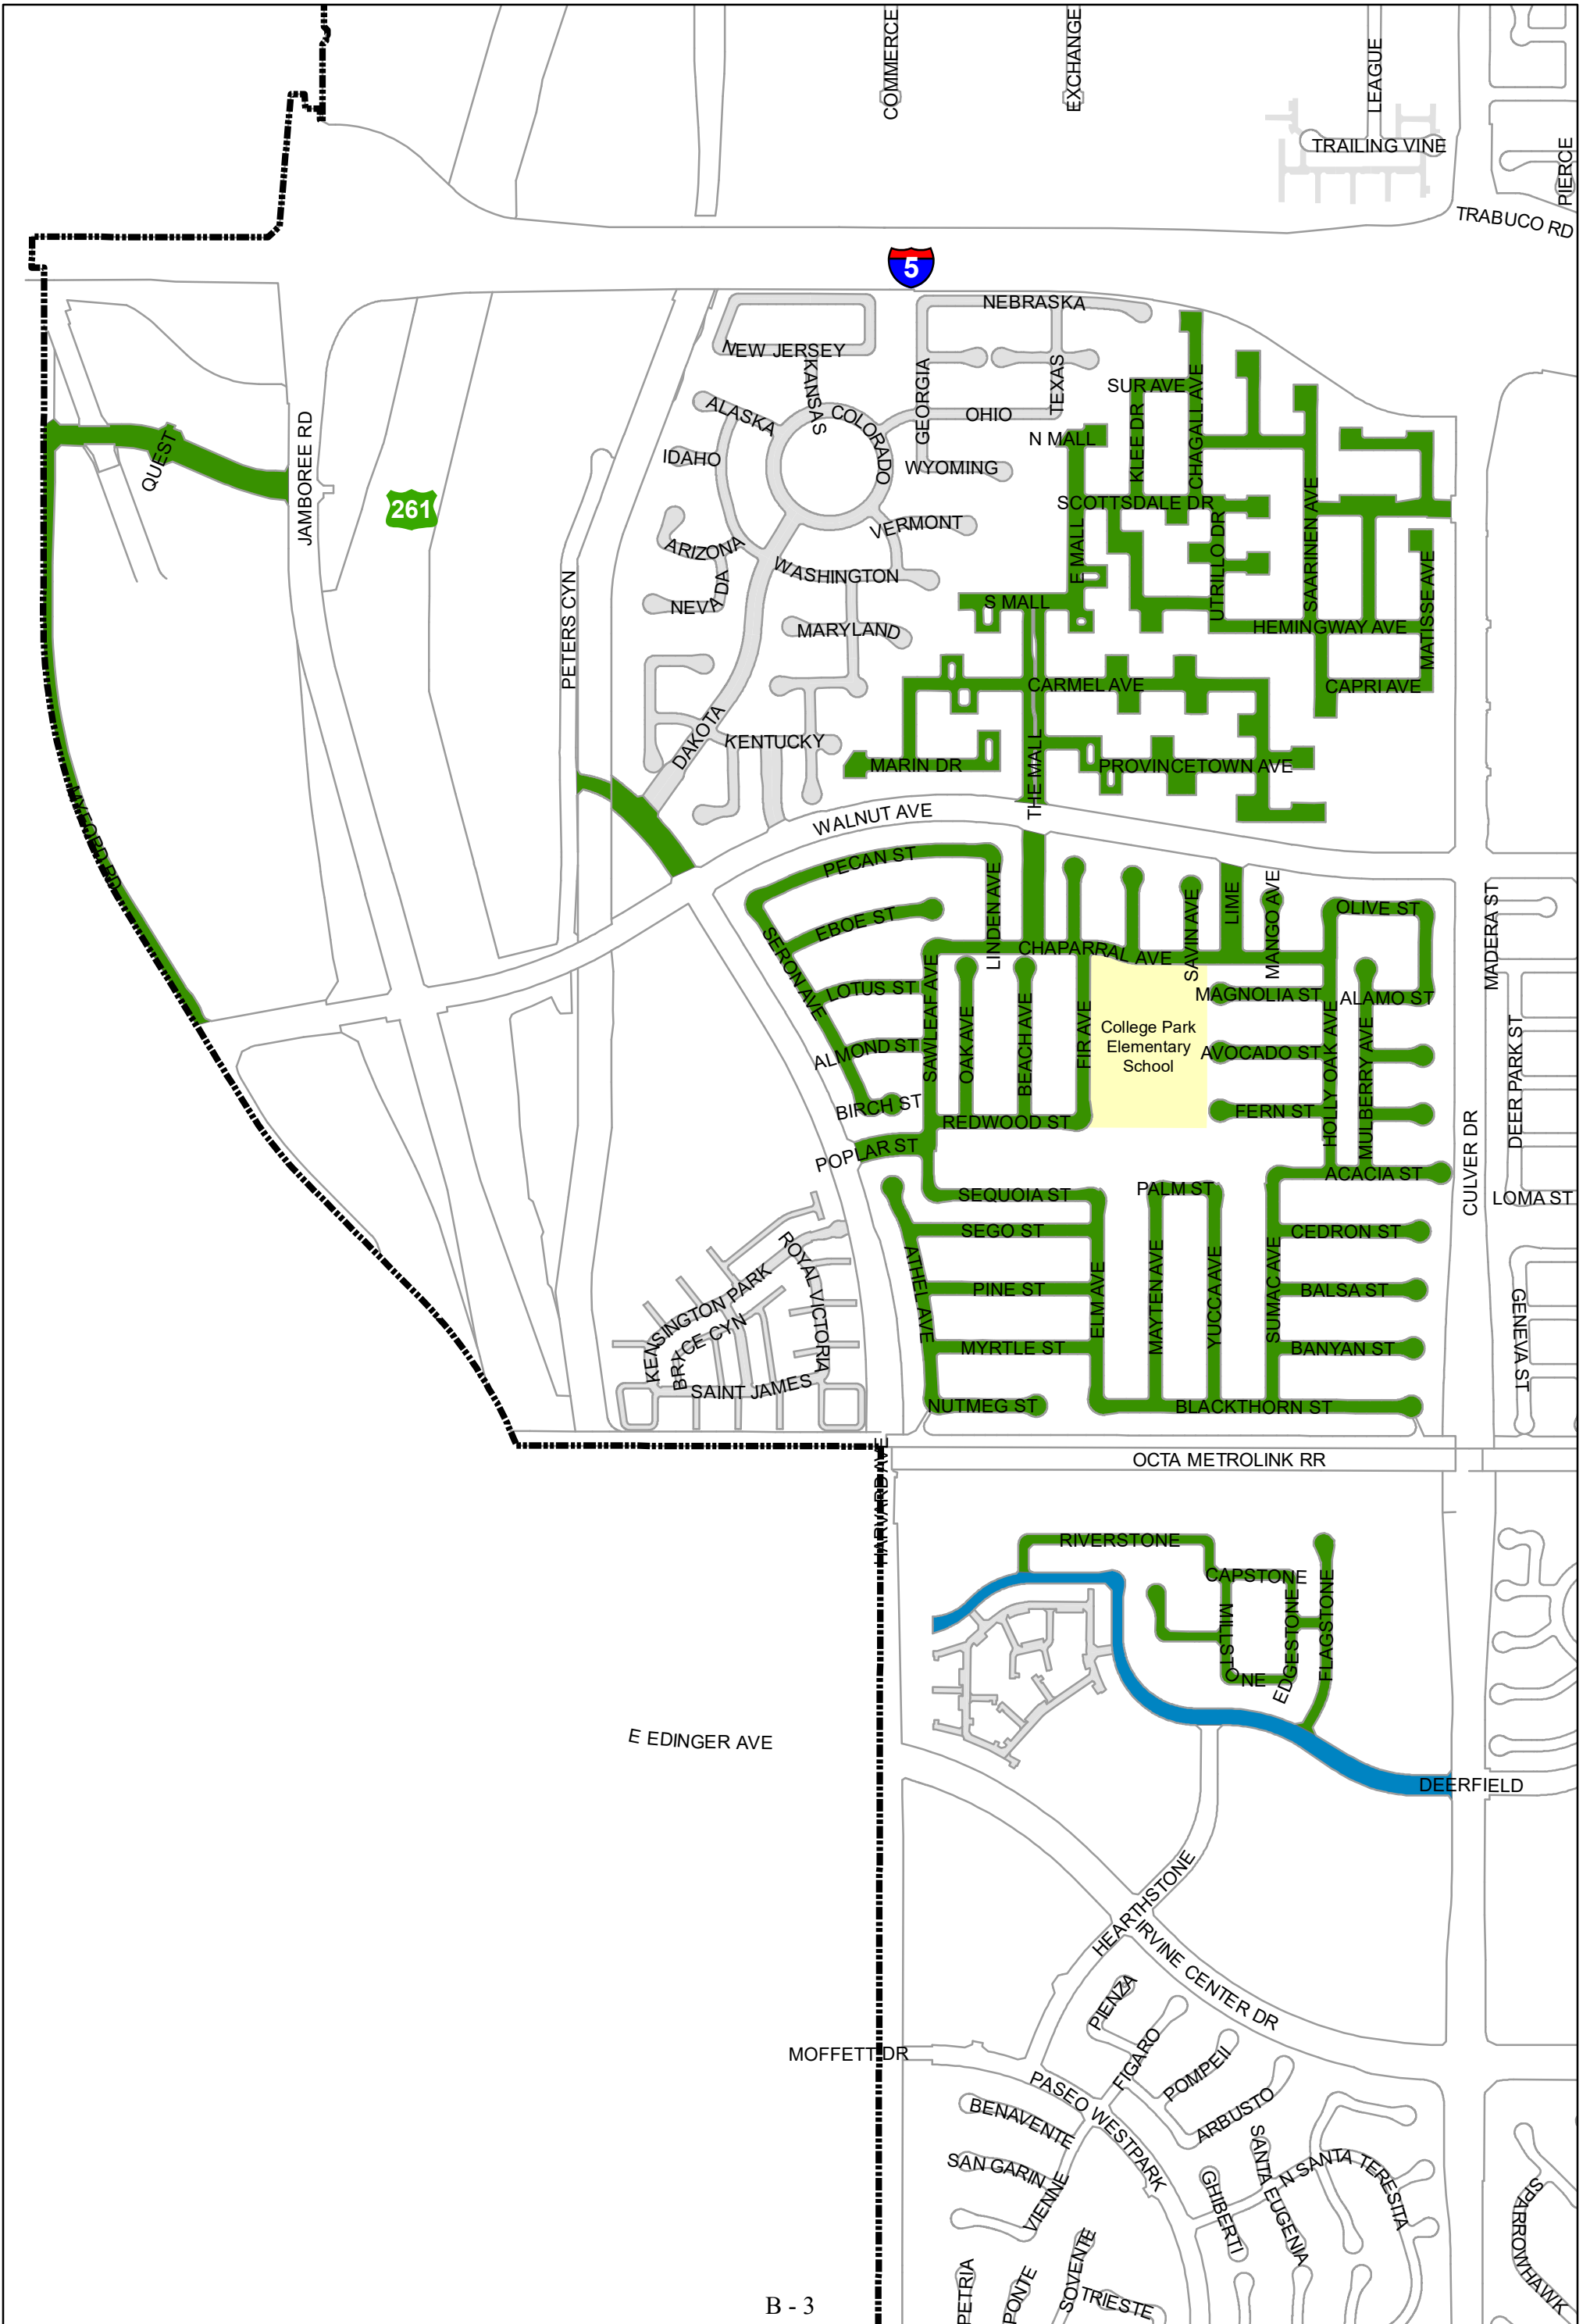 COMMERCE
EXCHANGE
LEAGUE
TRAILING VINE
PIERCE
TRABUCO RD
5
NEBRASKA
NEW JERSEY
KANSAS
GEORGIA
TEXAS
SUR AVE
ALASKA
COLORADO
OHIO
KLEE DR
CHAGALL AVE
N MALL
IDAHO
WYOMING
QUEST
JAMBOREE RD
261
SCOTTSDALE DR
VERMONT
ARIZONA
E MALL
UTRILLO DR
SAARINEN AVE
WASHINGTON
NEVADA
S MALL
MATISSE AVE
PETERS CYN
MARYLAND
HEMINGWAY AVE
CARMEL AVE
CAPRI AVE
DAKOTA
KENTUCKY
MARIN DR
THE MALL
PROVINCETOWN AVE
MYFORD RD
WALNUT AVE
PECAN ST
LINDEN AVE
EBOE ST
SERON AVE
CHAPARRAL AVE
SAVIN AVE
LIME
MANGO AVE
OLIVE ST
MADERA ST
LOTUS ST
SAWLEAF AVE
OAK AVE
BEACH AVE
FIR AVE
MAGNOLIA ST
ALAMO ST
College Park
Elementary
School
ALMOND ST
AVOCADO ST
HOLLY OAK AVE
MULBERRY AVE
DEER PARK ST
BIRCH ST
REDWOOD ST
FERN ST
POPLAR ST
CULVER DR
ACACIA ST
SEQUOIA ST
PALM ST
LOMA ST
SEGO ST
CEDRON ST
ROYAL VICTORIA
ATHEL AVE
KENSINGTON PARK
PINE ST
ELM AVE
MAYTEN AVE
YUCCA AVE
SUMAC AVE
BALSA ST
GENEVA ST
BRYCE CYN
MYRTLE ST
BANYAN ST
SAINT JAMES
NUTMEG ST
BLACKTHORN ST
HARVARD AVE
OCTA METROLINK RR
RIVERSTONE
CAPSTONE
MILLSTONE
EDGESTONE
FLAGSTONE
E EDINGER AVE
DEERFIELD
HEARTHSTONE
IRVINE CENTER DR
PIENZA
MOFFETT DR
FIGARO
POMPEII
PASEO WESTPARK
BENAVENTE
ARBUSTO
SAN GARIN
VIENNE
GHIBERTI
SANTA EUGENIA
N SANTA TERESITA
SPARROWHAWK
PETRIA
PONTE
SOVENTE
TRIESTE
B - 3